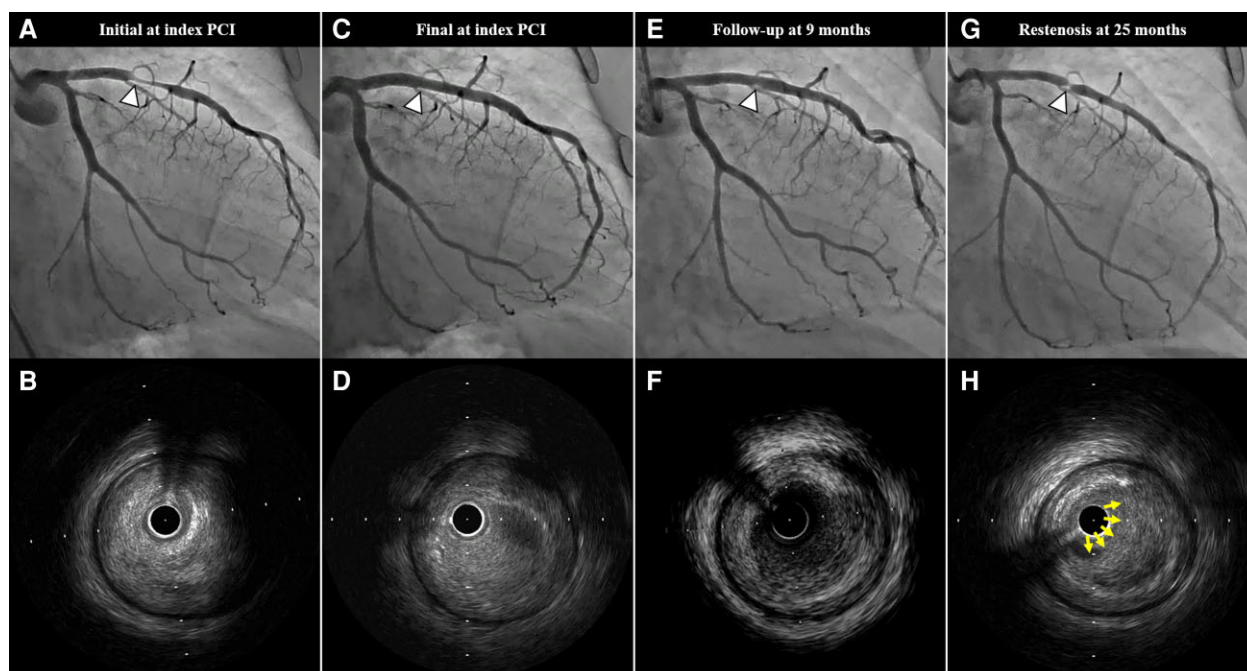 A Initial at index PCI
C Final at index PCI
E Follow-up at 9 months
G Restenosis at 25 months
B
D
F
H